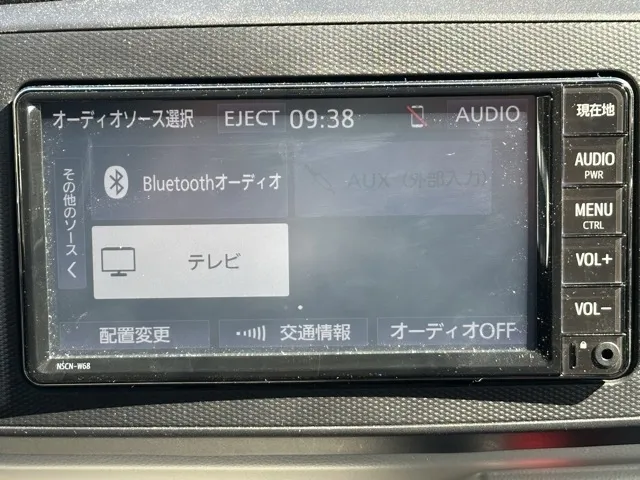 オーディオソース選択 EJECT 09:38 AUDIO
その他のソース く
Bluetoothオーディオ
AUX（外部入力）
テレビ
配置変更 交通情報 オーディオOFF
NSCN-W68
現在地
AUDIO
PWR
MENU
CTRL
VOL+
VOL−